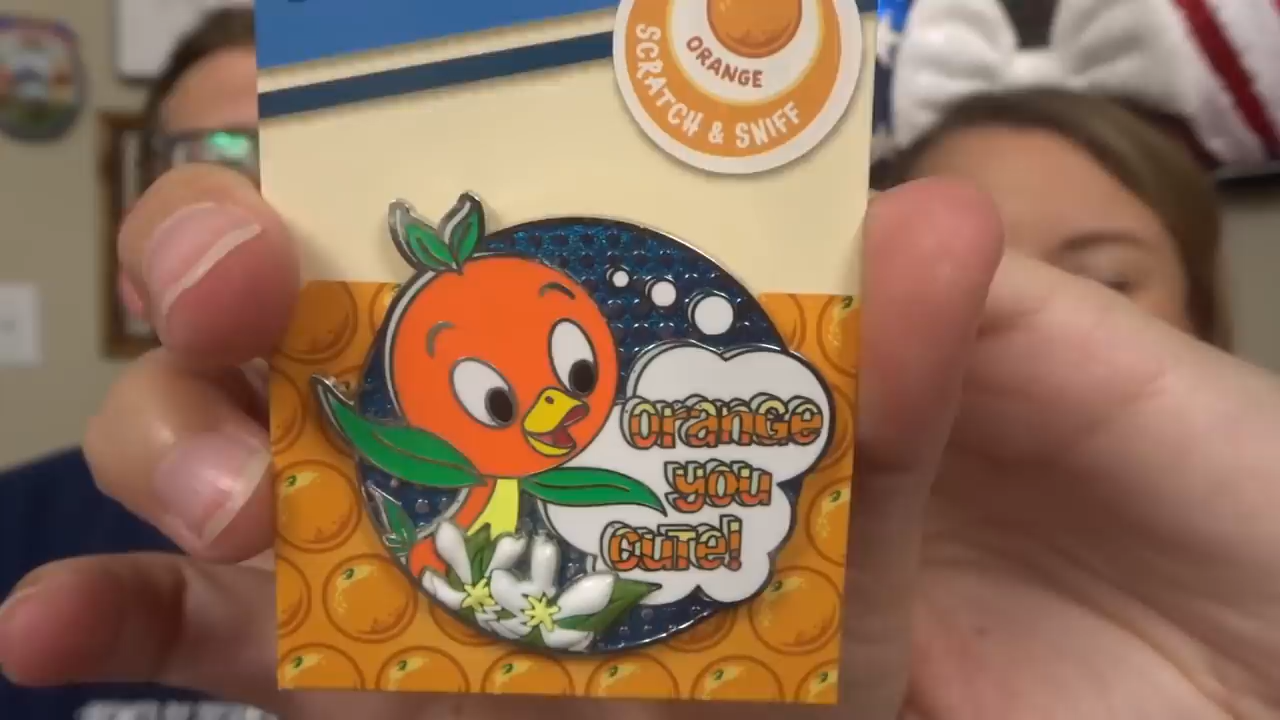 ORANGE
SCRATCH & SNIFF
Orange
you
cute!